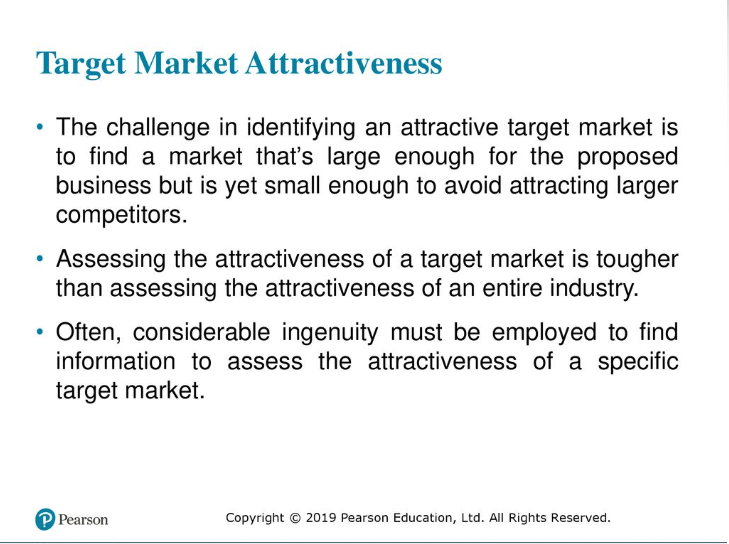 Target Market Attractiveness
• The challenge in identifying an attractive target market is
to find a market that’s large enough for the proposed
business but is yet small enough to avoid attracting larger
competitors.
• Assessing the attractiveness of a target market is tougher
than assessing the attractiveness of an entire industry.
• Often, considerable ingenuity must be employed to find
information to assess the attractiveness of a specific
target market.
P Pearson
Copyright © 2019 Pearson Education, Ltd. All Rights Reserved.